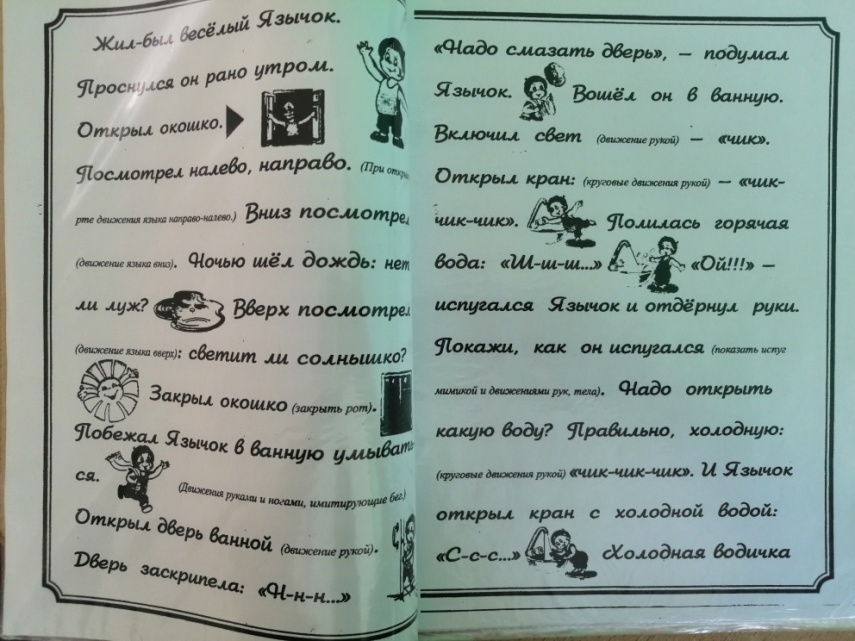 Жил-был весёлый Язычок.
Проснулся он рано утром.
Открыл окошко.
Посмотрел налево, направо. (При откры
рте движения языка направо-налево.) Вниз посмотрел
(движение языка вниз). Ночью шёл дождь: нет
ли луж? Вверх посмотрел
(движение языка вверх): светит ли солнышко?
Закрыл окошко (закрыть рот).
Побежал Язычок в ванную умывать
ся.
(Движения руками и ногами, имитирующие бег.)
Открыл дверь ванной (движение рукой).
Дверь заскрипела: «Н-н-н...»
«Надо смазать дверь», – подумал
Язычок. Вошёл он в ванную.
Включил свет (движение рукой) – «чик».
Открыл кран: (круговые движения рукой) – «чик-
чик-чик». Полилась горячая
вода: «Ш-ш-ш...» «Ой!!!» –
испугался Язычок и отдёрнул руки.
Покажи, как он испугался (показать испуг
мимикой и движениями рук, тела). Надо открыть
какую воду? Правильно, холодную:
(круговые движения рукой) «чик-чик-чик». И Язычок
открыл кран с холодной водой:
«С-с-с...» Холодная водичка